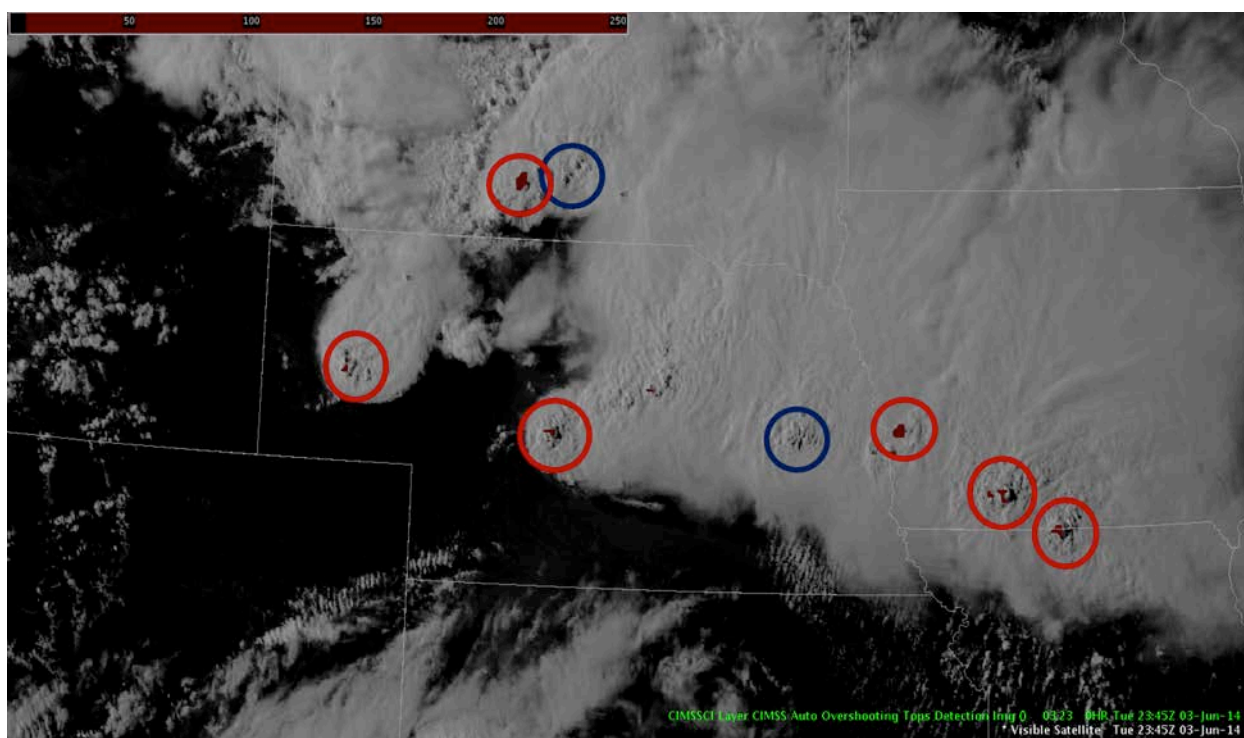 50 100 150 200 250
CIMSSCI Layer CIMSS Auto Overshooting Tops Detection Img () 03.23 0HR Tue 23:45Z 03-Jun-14
* Visible Satellite Tue 23:45Z 03-Jun-14